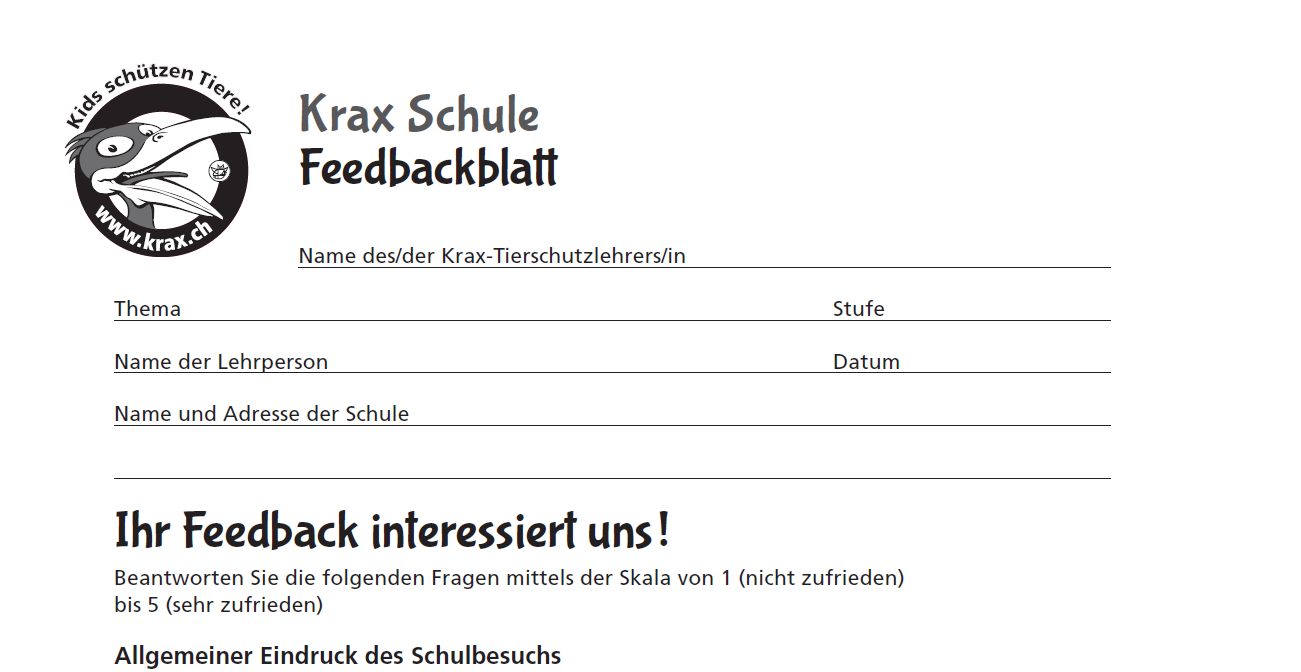 Kids schützen Tiere!
www.krax.ch
Krax Schule
Feedbackblatt
Name des/der Krax-Tierschutzlehrers/in
Thema Stufe
Name der Lehrperson Datum
Name und Adresse der Schule
Ihr Feedback interessiert uns!
Beantworten Sie die folgenden Fragen mittels der Skala von 1 (nicht zufrieden)
bis 5 (sehr zufrieden)
Allgemeiner Eindruck des Schulbesuchs